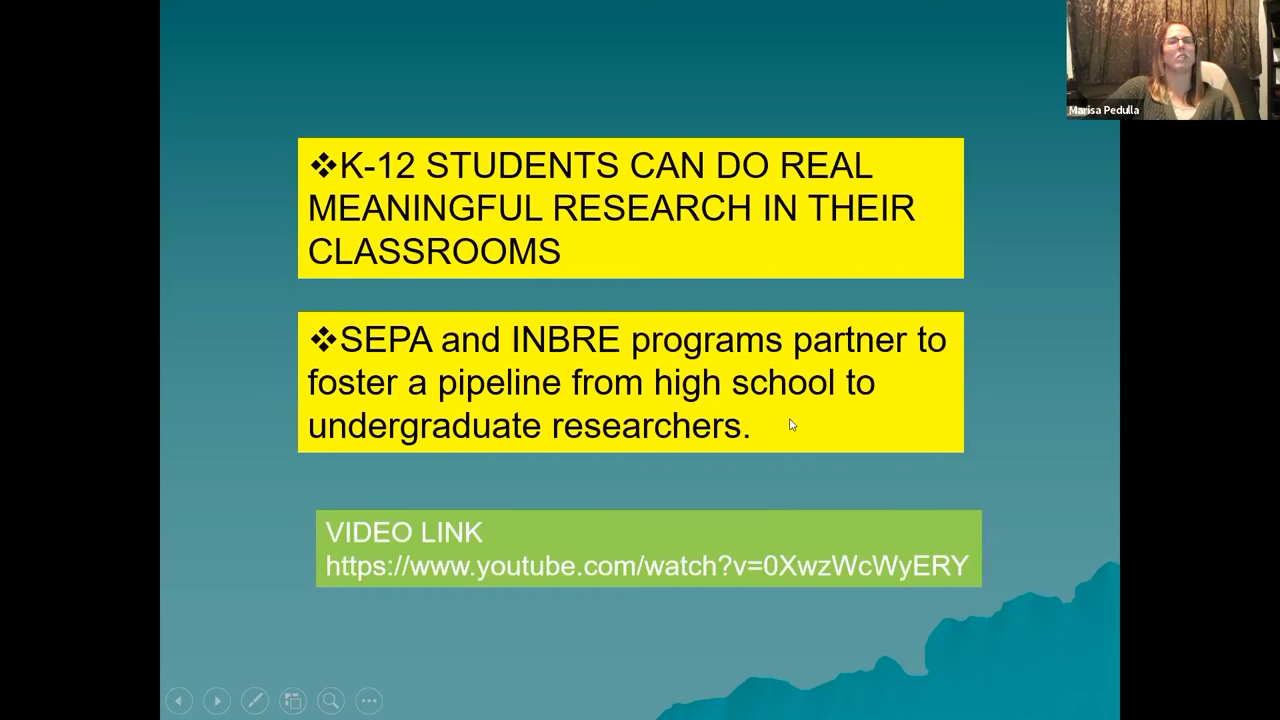 Marisa Pedulla
❖K-12 STUDENTS CAN DO REAL
MEANINGFUL RESEARCH IN THEIR
CLASSROOMS
❖SEPA and INBRE programs partner to
foster a pipeline from high school to
undergraduate researchers.
VIDEO LINK
https://www.youtube.com/watch?v=0XwzWcWyERY